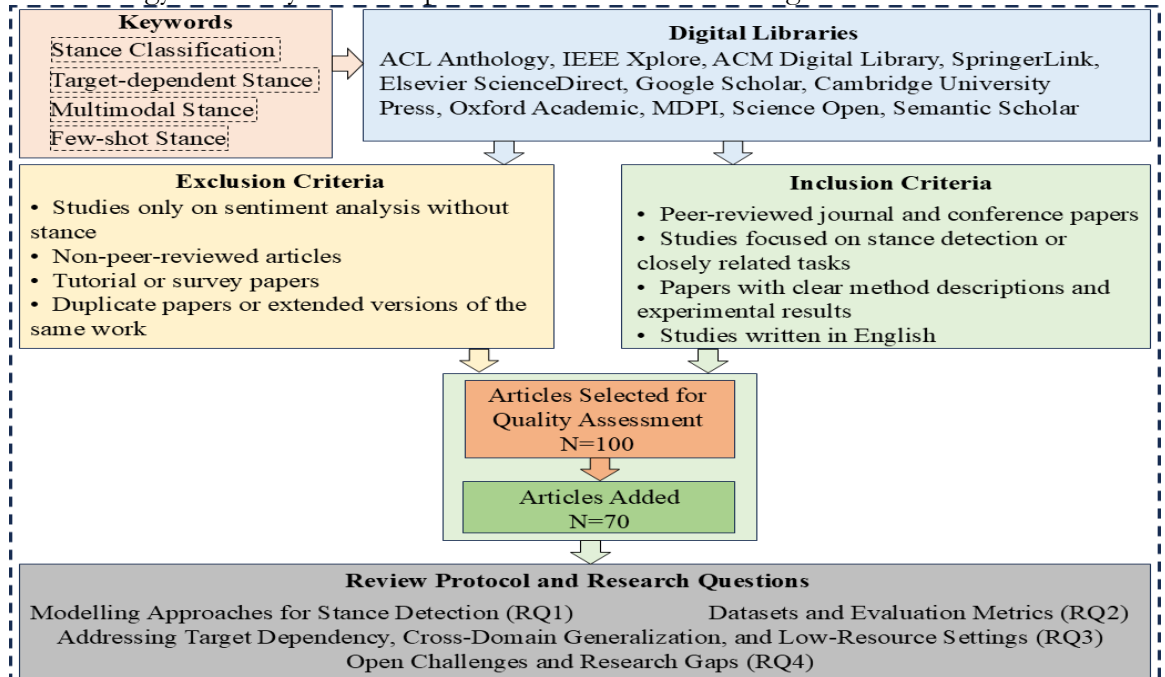 Keywords
Stance Classification
Target-dependent Stance
Multimodal Stance
Few-shot Stance
Digital Libraries
ACL Anthology, IEEE Xplore, ACM Digital Library, SpringerLink,
Elsevier ScienceDirect, Google Scholar, Cambridge University
Press, Oxford Academic, MDPI, Science Open, Semantic Scholar
Exclusion Criteria
• Studies only on sentiment analysis without
stance
• Non-peer-reviewed articles
• Tutorial or survey papers
• Duplicate papers or extended versions of the
same work
Inclusion Criteria
• Peer-reviewed journal and conference papers
• Studies focused on stance detection or
closely related tasks
• Papers with clear method descriptions and
experimental results
• Studies written in English
Articles Selected for
Quality Assessment
N=100
Articles Added
N=70
Review Protocol and Research Questions
Modelling Approaches for Stance Detection (RQ1) Datasets and Evaluation Metrics (RQ2)
Addressing Target Dependency, Cross-Domain Generalization, and Low-Resource Settings (RQ3)
Open Challenges and Research Gaps (RQ4)